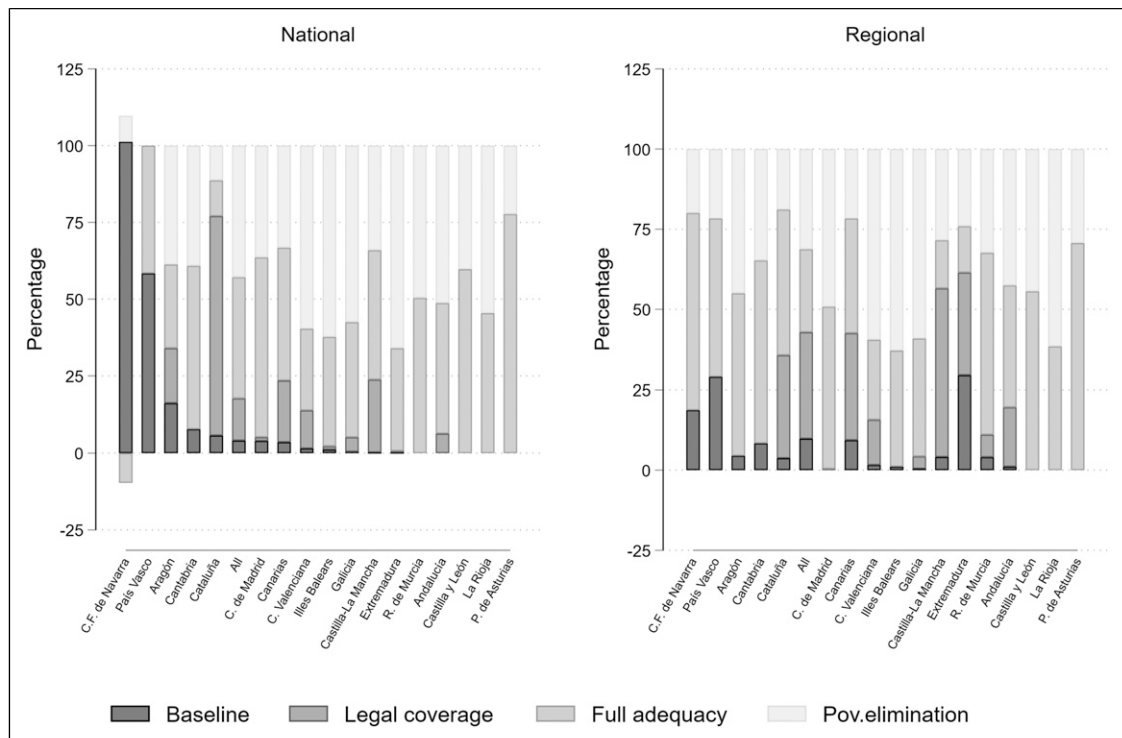 National
Percentage
125
100
75
50
25
0
-25
C.F. de Navarra
País Vasco
Aragón
Cantabria
Cataluña
All
C. de Madrid
Canarias
C. Valenciana
Illes Balears
Galicia
Castilla-La Mancha
Extremadura
R. de Murcia
Andalucía
Castilla y León
La Rioja
P. de Asturias
Regional
Percentage
125
100
75
50
25
0
-25
C.F. de Navarra
País Vasco
Aragón
Cantabria
Cataluña
All
C. de Madrid
Canarias
C. Valenciana
Illes Balears
Galicia
Castilla-La Mancha
Extremadura
R. de Murcia
Andalucía
Castilla y León
La Rioja
P. de Asturias
Baseline
Legal coverage
Full adequacy
Pov.elimination